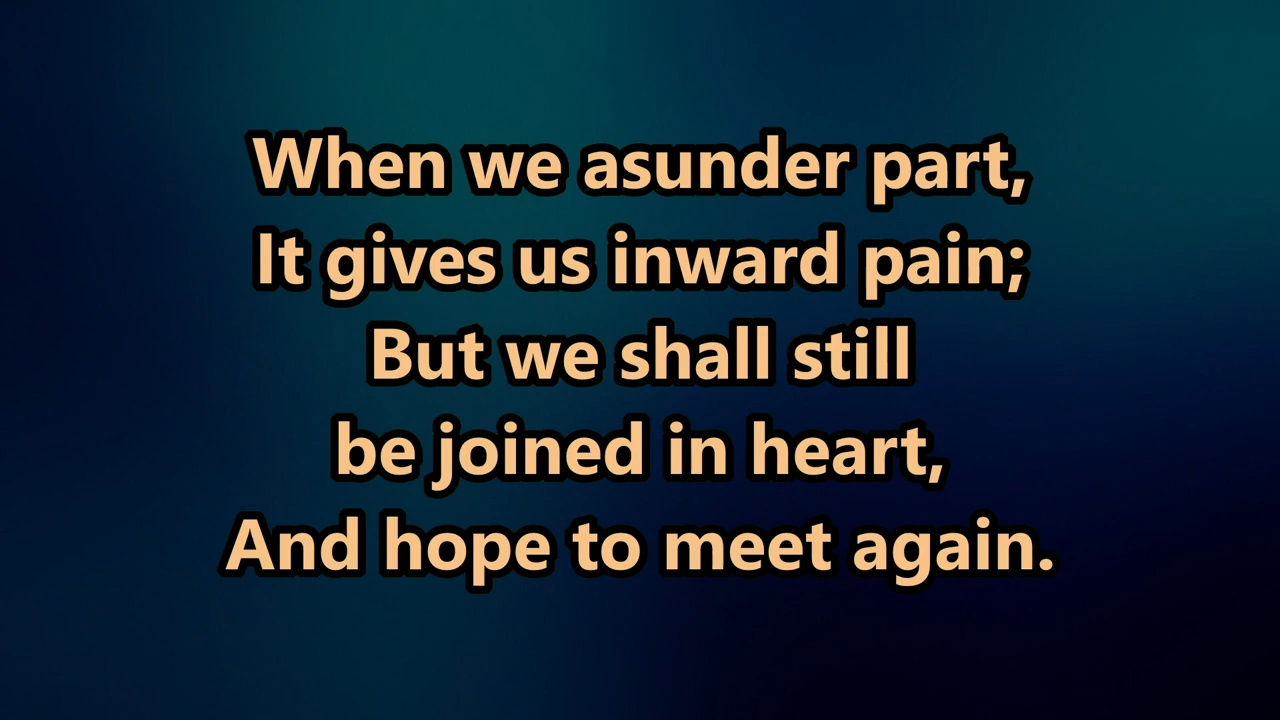 When we asunder part,
It gives us inward pain;
But we shall still
be joined in heart,
And hope to meet again.